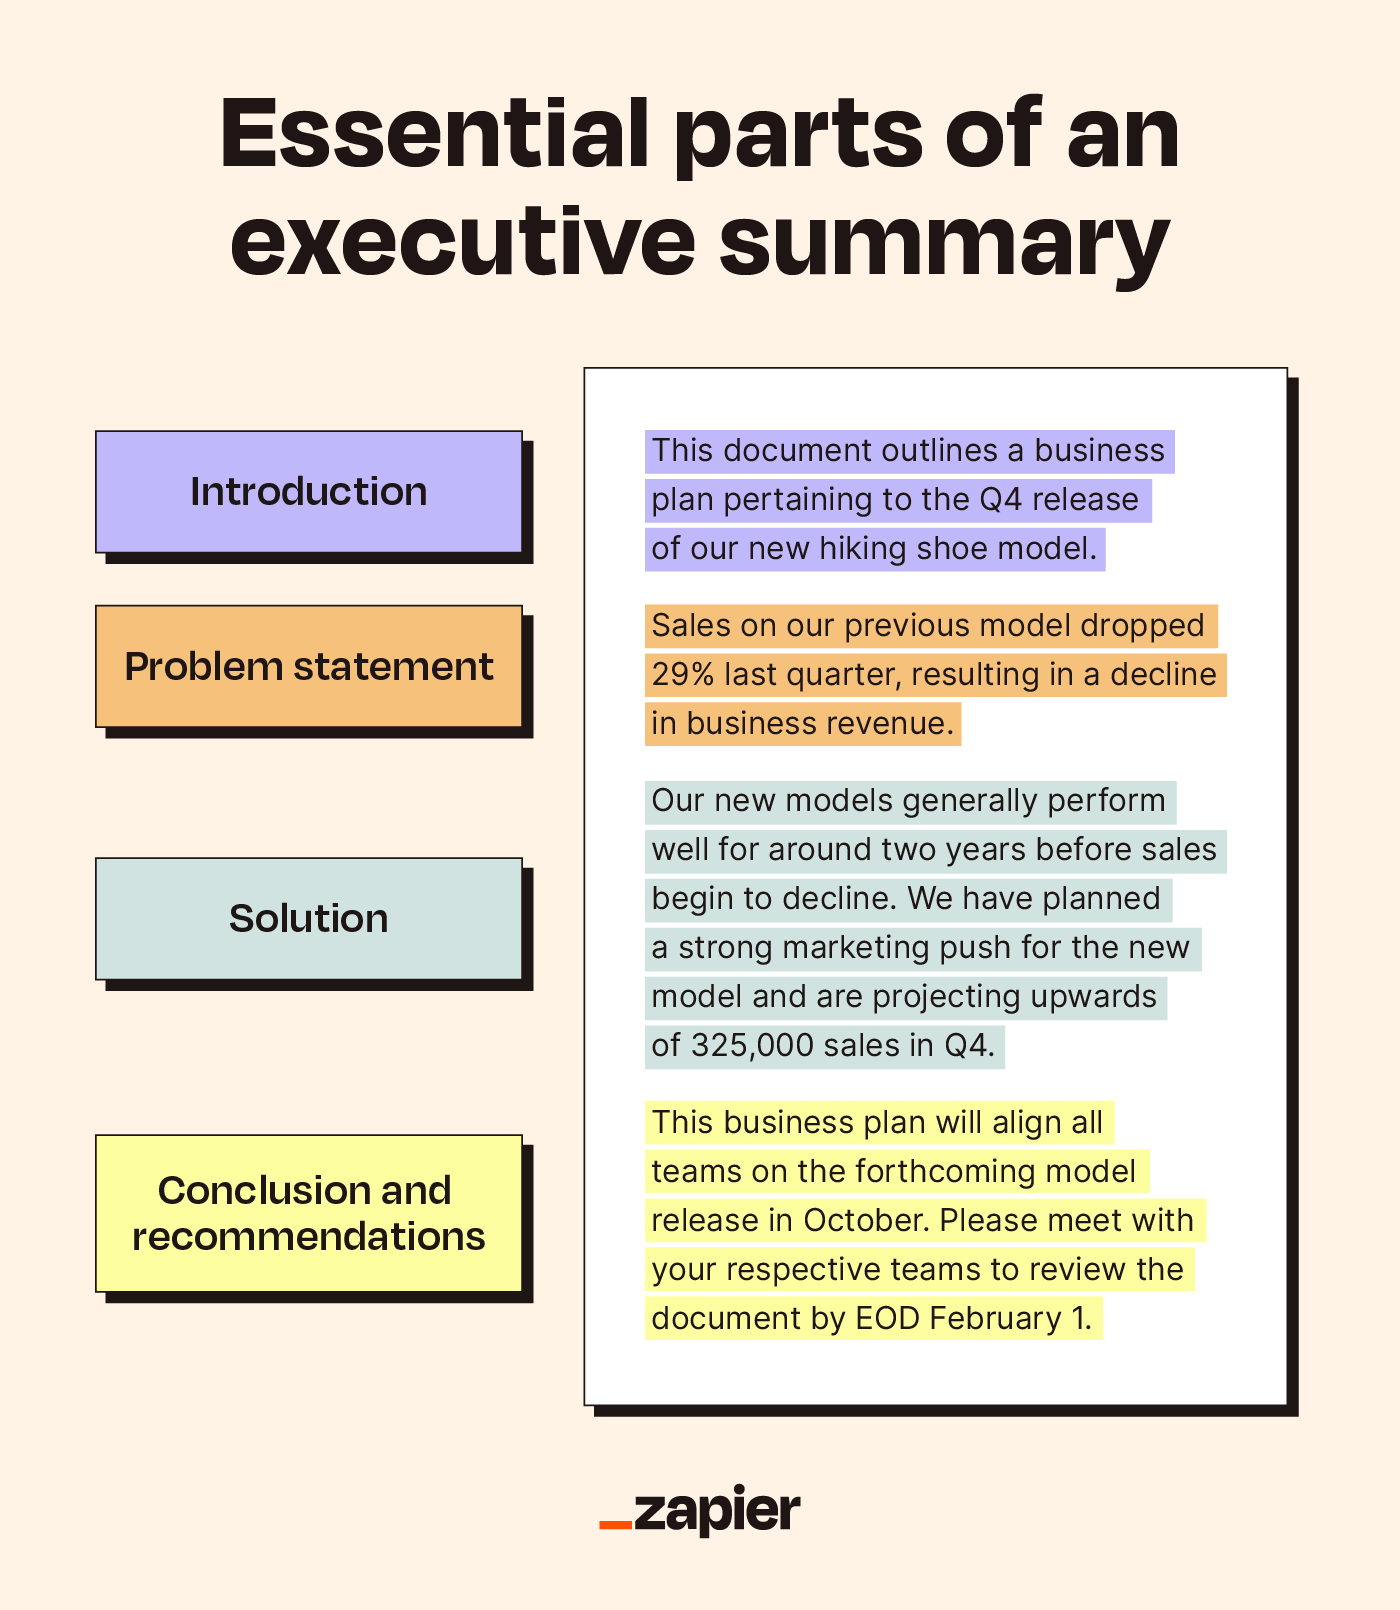 Essential parts of an
executive summary
Introduction
This document outlines a business
plan pertaining to the Q4 release
of our new hiking shoe model.
Problem statement
Sales on our previous model dropped
29% last quarter, resulting in a decline
in business revenue.
Solution
Our new models generally perform
well for around two years before sales
begin to decline. We have planned
a strong marketing push for the new
model and are projecting upwards
of 325,000 sales in Q4.
Conclusion and
recommendations
This business plan will align all
teams on the forthcoming model
release in October. Please meet with
your respective teams to review the
document by EOD February 1.
_zapier